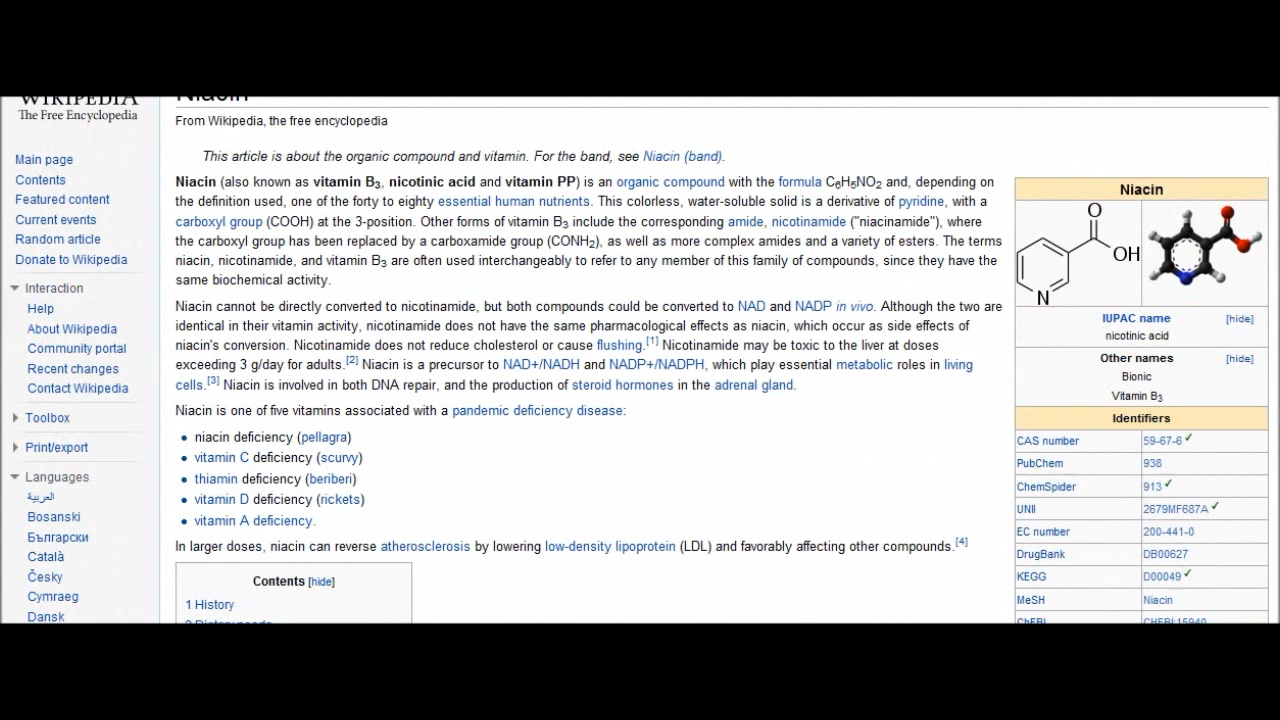 WIKIPEDIA
The Free Encyclopedia
Main page
Contents
Featured content
Current events
Random article
Donate to Wikipedia
Interaction
Help
About Wikipedia
Community portal
Recent changes
Contact Wikipedia
Toolbox
Print/export
Languages
العربية
Bosanski
Български
Català
Česky
Cymraeg
Dansk
Niacin
From Wikipedia, the free encyclopedia
This article is about the organic compound and vitamin. For the band, see Niacin (band).
Niacin (also known as vitamin B3, nicotinic acid and vitamin PP) is an organic compound with the formula C6H5NO2 and, depending on
the definition used, one of the forty to eighty essential human nutrients. This colorless, water-soluble solid is a derivative of pyridine, with a
carboxyl group (COOH) at the 3-position. Other forms of vitamin B3 include the corresponding amide, nicotinamide ("niacinamide"), where
the carboxyl group has been replaced by a carboxamide group (CONH2), as well as more complex amides and a variety of esters. The terms
niacin, nicotinamide, and vitamin B3 are often used interchangeably to refer to any member of this family of compounds, since they have the
same biochemical activity.
Niacin cannot be directly converted to nicotinamide, but both compounds could be converted to NAD and NADP in vivo. Although the two are
identical in their vitamin activity, nicotinamide does not have the same pharmacological effects as niacin, which occur as side effects of
niacin's conversion. Nicotinamide does not reduce cholesterol or cause flushing.[1] Nicotinamide may be toxic to the liver at doses
exceeding 3 g/day for adults.[2] Niacin is a precursor to NAD+/NADH and NADP+/NADPH, which play essential metabolic roles in living
cells.[3] Niacin is involved in both DNA repair, and the production of steroid hormones in the adrenal gland.
Niacin is one of five vitamins associated with a pandemic deficiency disease:
niacin deficiency (pellagra)
vitamin C deficiency (scurvy)
thiamin deficiency (beriberi)
vitamin D deficiency (rickets)
vitamin A deficiency.
In larger doses, niacin can reverse atherosclerosis by lowering low-density lipoprotein (LDL) and favorably affecting other compounds.[4]
Contents [hide]
1 History
2 Dietary needs
Niacin
O
OH
N
IUPAC name [hide]
nicotinic acid
Other names [hide]
Bionic
Vitamin B3
Identifiers
CAS number 59-67-6 ✓
PubChem 938
ChemSpider 913 ✓
UNII 2679MF687A ✓
EC number 200-441-0
DrugBank DB00627
KEGG D00049 ✓
MeSH Niacin
ChEBI CHEBI:15940